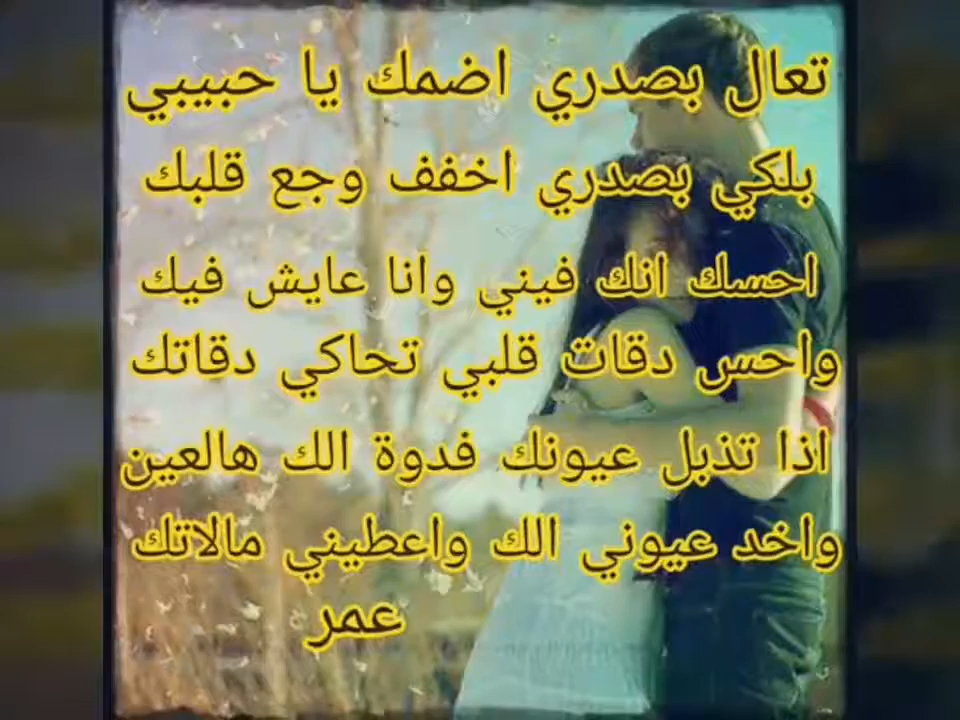 تعال بصدري اضمك يا حبيبي
بلكي بصدري اخفف وجع قلبك
احسك انك فيني وانا عايش فيك
واحس دقات قلبي تحاكي دقاتك
اذا تذبل عيونك فدوة الك هالعين
واخد عيوني الك واعطيني مالاتك
عمر